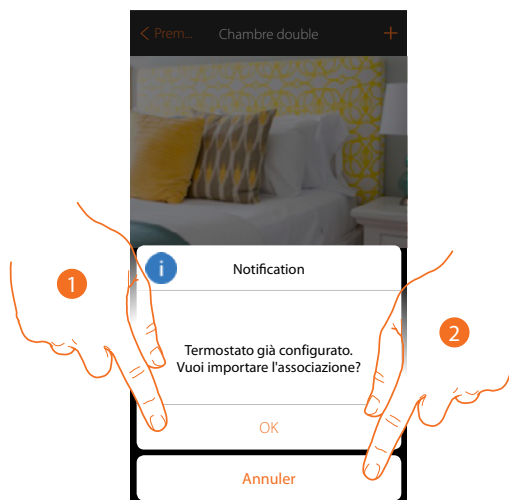 Prem... Chambre double +
i Notification
1
2
Termostato già configurato.
Vuoi importare l'associazione?
OK
Annuler